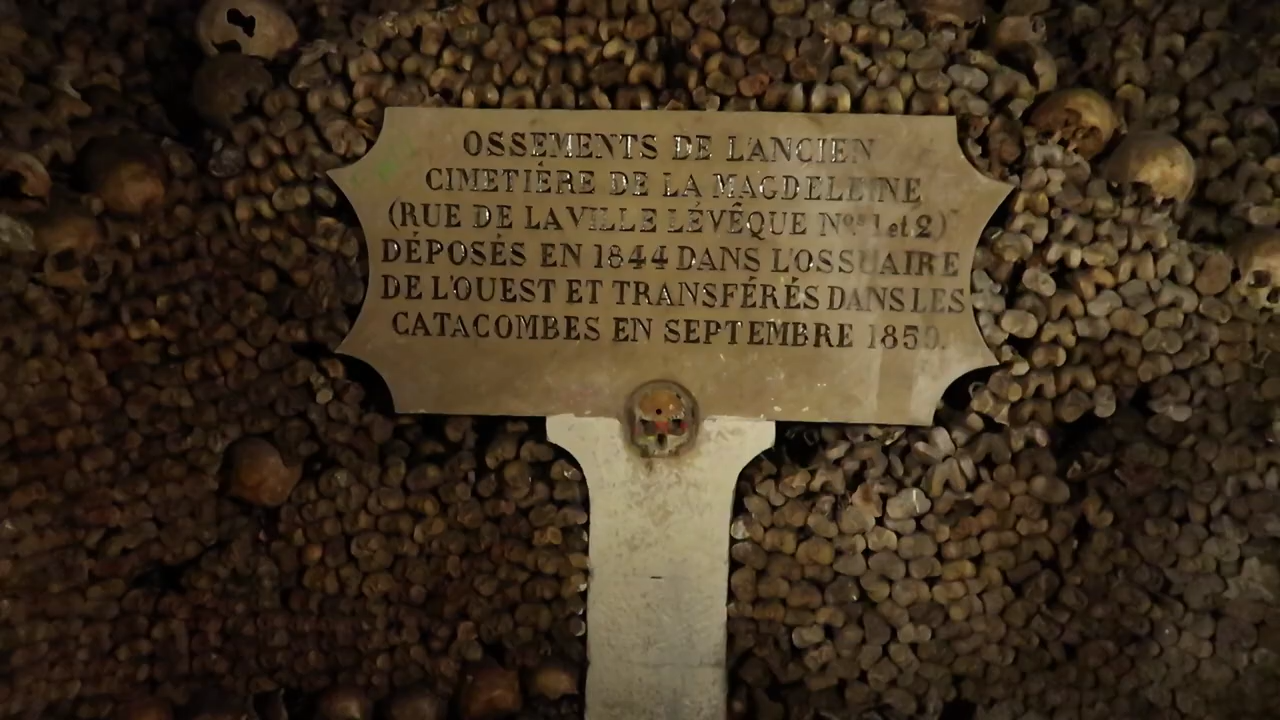 OSSEMENTS DE L'ANCIEN
CIMETIÈRE DE LA MAGDELEINE
(RUE DE LA VILLE LÉVÊQUE Nos 1 et 2)
DÉPOSÉS EN 1844 DANS L'OSSUAIRE
DE L'OUEST ET TRANSFÉRÉS DANS LES
CATACOMBES EN SEPTEMBRE 1859.